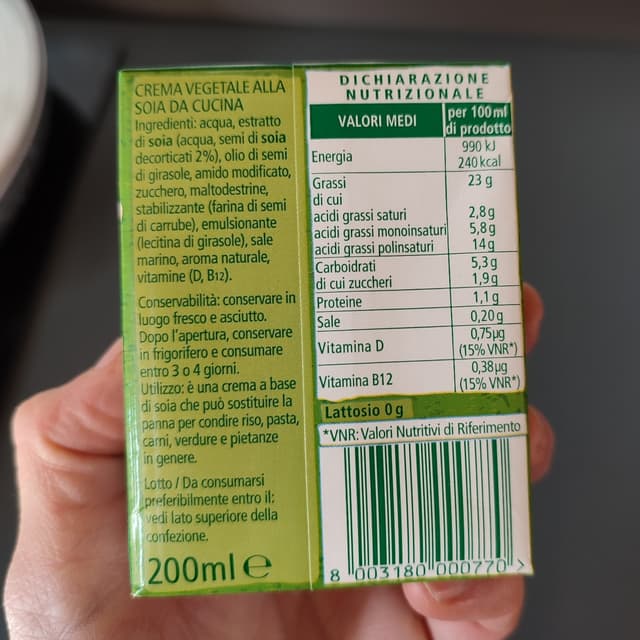 CREMA VEGETALE ALLA
SOIA DA CUCINA
Ingredienti: acqua, estratto
di soia (acqua, semi di soia
decorticati 2%), olio di semi
di girasole, amido modificato,
zucchero, maltodestrine,
stabilizzante (farina di semi
di carrube), emulsionante
(lecitina di girasole), sale
marino, aroma naturale,
vitamine (D, B12).
Conservabilità: conservare in
luogo fresco e asciutto.
Dopo l'apertura, conservare
in frigorifero e consumare
entro 3 o 4 giorni.
Utilizzo: è una crema a base
di soia che può sostituire la
panna per condire riso, pasta,
carni, verdure e pietanze
in genere.
Lotto / Da consumarsi
preferibilmente entro il:
vedi lato superiore della
confezione.
200ml ℮
DICHIARAZIONE
NUTRIZIONALE
VALORI MEDI per 100 ml di prodotto
Energia 990 kJ 240 kcal
Grassi 23 g
di cui
acidi grassi saturi 2,8 g
acidi grassi monoinsaturi 5,8 g
acidi grassi polinsaturi 14 g
Carboidrati 5,3 g
di cui zuccheri 1,9 g
Proteine 1,1 g
Sale 0,20 g
Vitamina D 0,75 µg (15% VNR*)
Vitamina B12 0,38 µg (15% VNR*)
Lattosio 0 g
*VNR: Valori Nutritivi di Riferimento
8 003180 000770 >